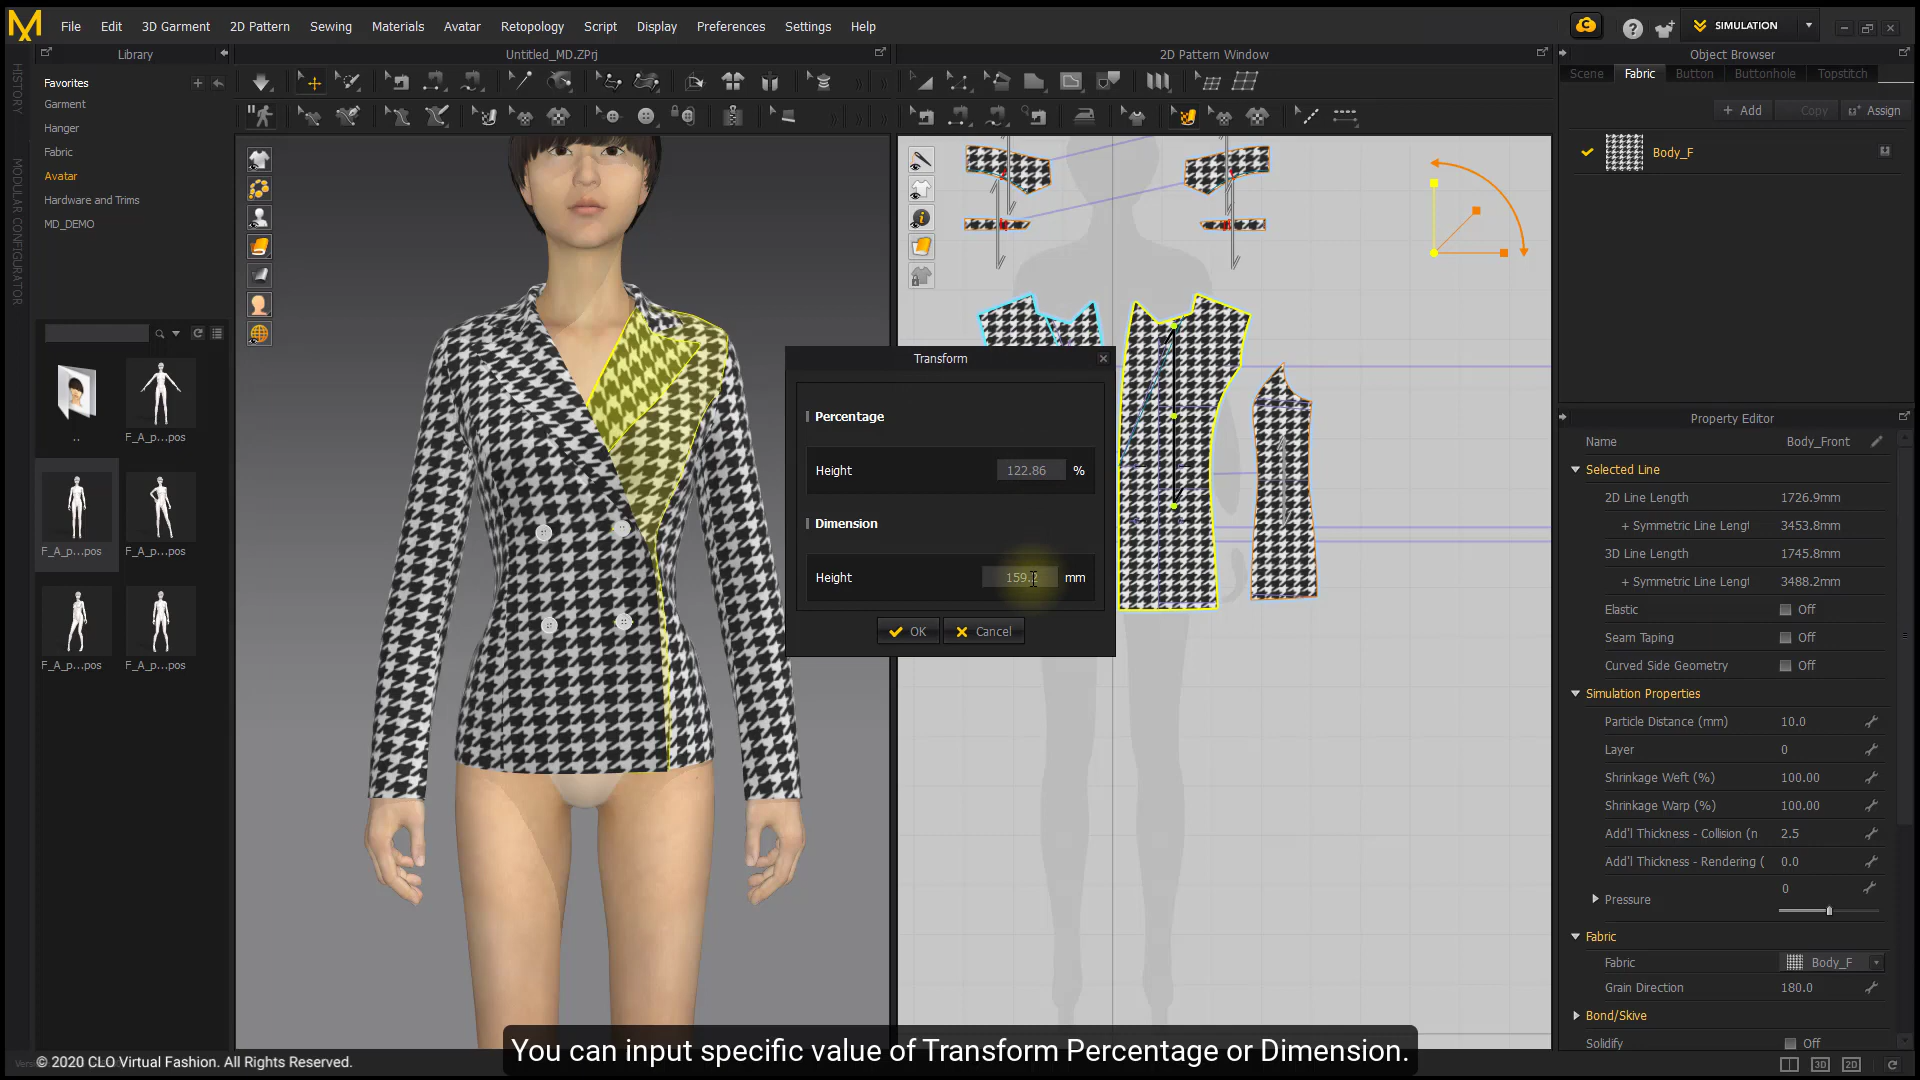 File Edit 3D Garment 2D Pattern Sewing Materials Avatar Retopology Script Display Preferences Settings Help
SIMULATION
Library
Untitled_MD.ZPrj
2D Pattern Window
Object Browser
HISTORY
MODULAR CONFIGURATOR
Favorites
Garment
Hanger
Fabric
Avatar
Hardware and Trims
MD_DEMO
..
F_A_p...pos
F_A_p...pos
F_A_p...pos
F_A_p...pos
F_A_p...pos
Transform
Percentage
Height 122.86 %
Dimension
Height mm
OK Cancel
Scene Fabric Button Buttonhole Topstitch
+ Add Copy Assign
Body_F
Property Editor
Name Body_Front
Selected Line
2D Line Length 1726.9mm
+ Symmetric Line Lengt 3453.8mm
3D Line Length 1745.8mm
+ Symmetric Line Lengt 3488.2mm
Elastic Off
Seam Taping Off
Curved Side Geometry Off
Simulation Properties
Particle Distance (mm) 10.0
Layer 0
Shrinkage Weft (%) 100.00
Shrinkage Warp (%) 100.00
Add'l Thickness - Collision (n 2.5
Add'l Thickness - Rendering ( 0.0
Pressure 0
Fabric
Fabric Body_F
Grain Direction 180.0
Bond/Skive
Solidify Off
3D 2D
You can input specific value of Transform Percentage or Dimension.
© 2020 CLO Virtual Fashion. All Rights Reserved.